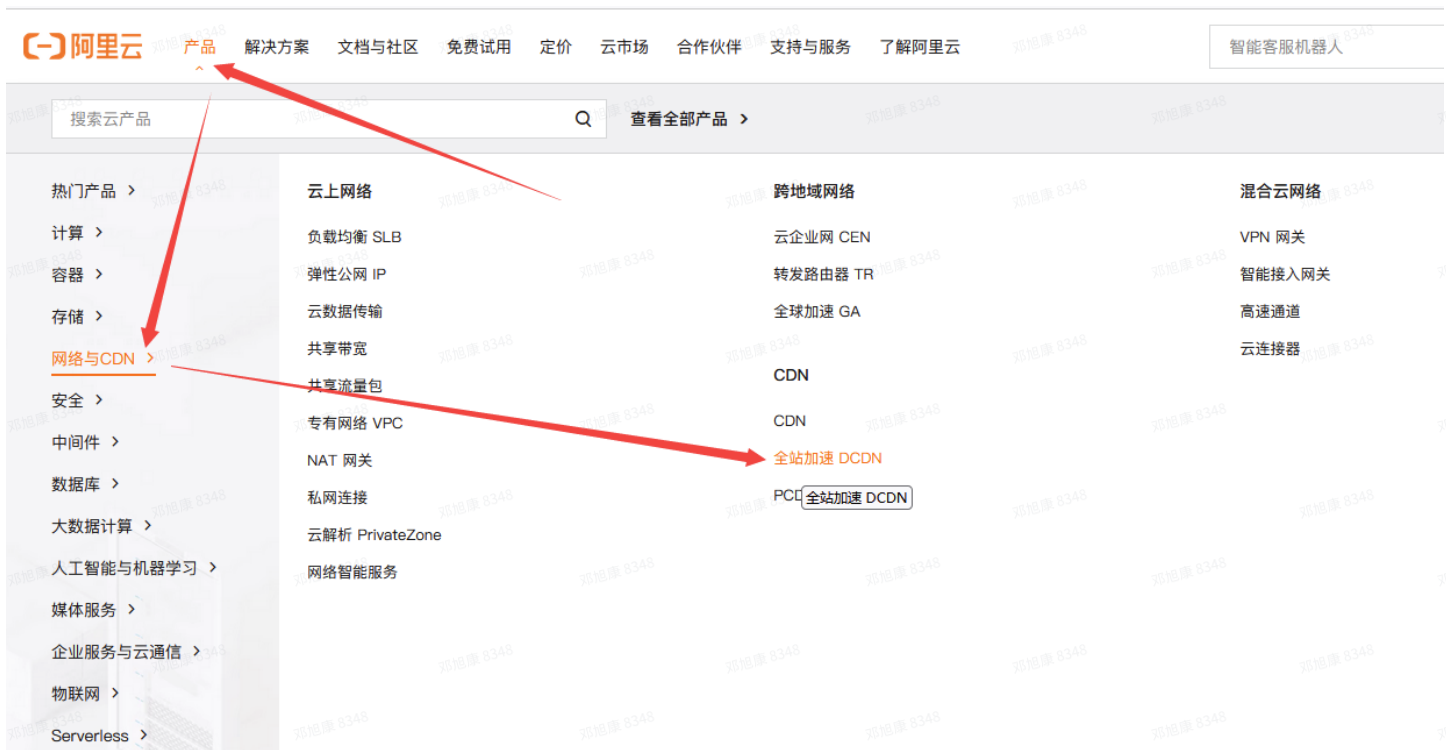 阿里云 产品 解决方案 文档与社区 免费试用 定价 云市场 合作伙伴 支持与服务 了解阿里云 智能客服机器人
搜索云产品 查看全部产品 >
热门产品 > 云上网络 跨地域网络 混合云网络
计算 > 负载均衡 SLB 云企业网 CEN VPN 网关
容器 > 弹性公网 IP 转发路由器 TR 智能接入网关
存储 > 云数据传输 全球加速 GA 高速通道
网络与CDN > 共享带宽 云连接器
共享流量包 CDN
安全 > 专有网络 VPC CDN
中间件 > NAT 网关 全站加速 DCDN
数据库 > 私网连接 PCD 全站加速 DCDN
大数据计算 > 云解析 PrivateZone
人工智能与机器学习 > 网络智能服务
媒体服务 >
企业服务与云通信 >
物联网 >
Serverless >
邓旭康 8348